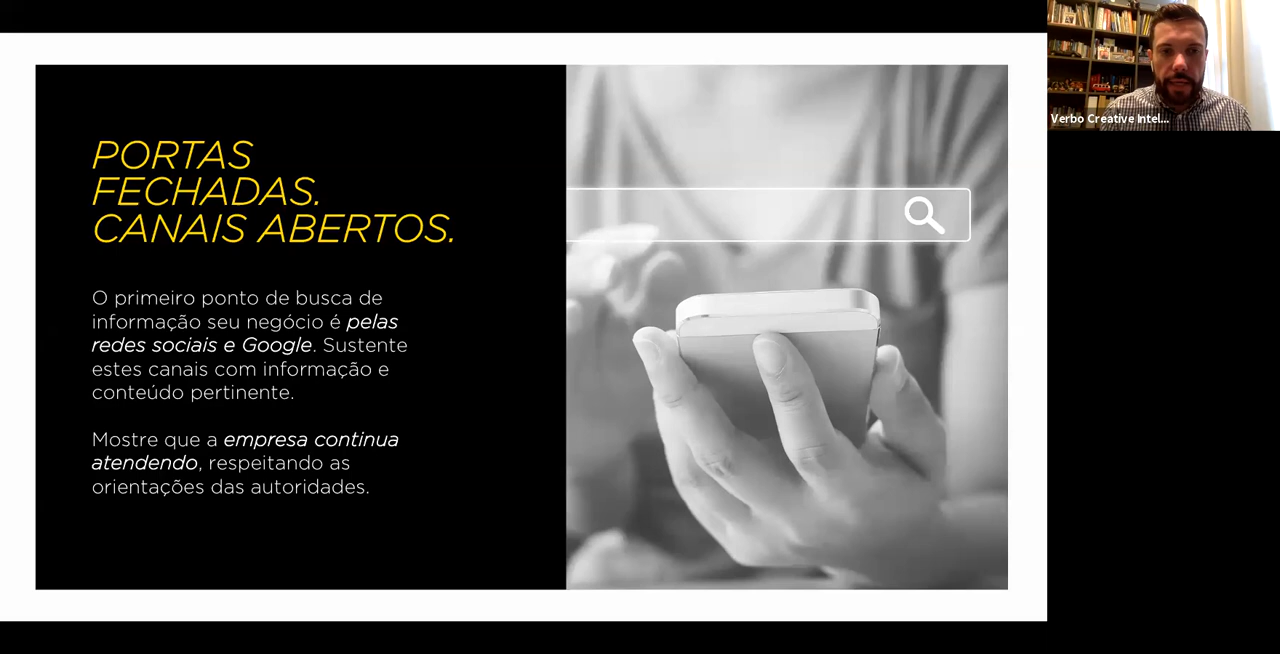 PORTAS
FECHADAS.
CANAIS ABERTOS.
O primeiro ponto de busca de
informação seu negócio é pelas
redes sociais e Google. Sustente
estes canais com informação e
conteúdo pertinente.
Mostre que a empresa continua
atendendo, respeitando as
orientações das autoridades.
Verbo Creative Intel...